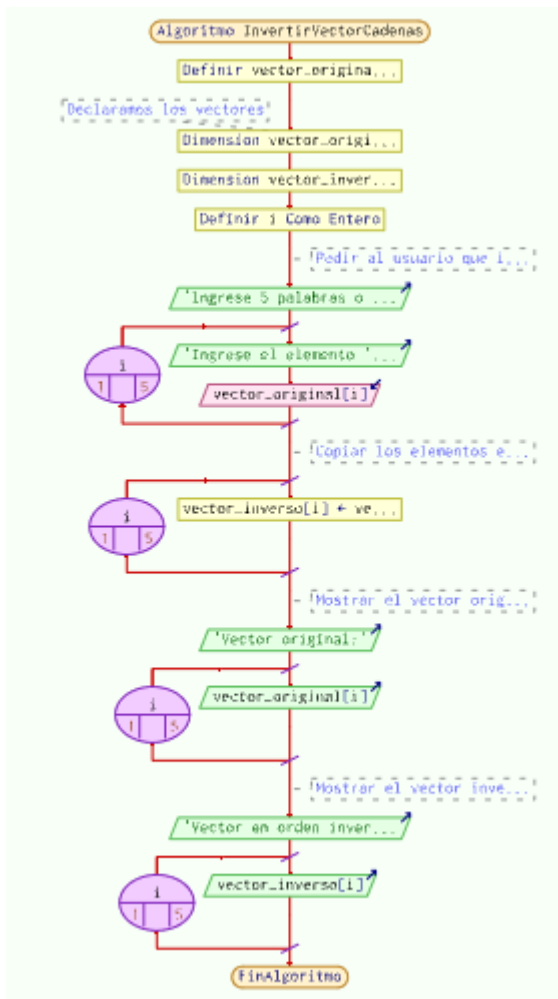 Algoritmo InvertirVectorCadenas
Definir vector_origina...
Declaramos los vectores
Dimension vector_origi...
Dimension vector_inver...
Definir i Como Entero
Pedir al usuario que i...
'Ingrese 5 palabras o ...
'Ingrese el elemento '...
i
1 5
vector_original[i]
Copiar los elementos e...
i
1 5
vector_inverso[i] ← ve...
Mostrar el vector orig...
'Vector original:'
vector_original[i]
i
1 5
Mostrar el vector inve...
'Vector en orden inver...
vector_inverso[i]
i
1 5
FinAlgoritmo